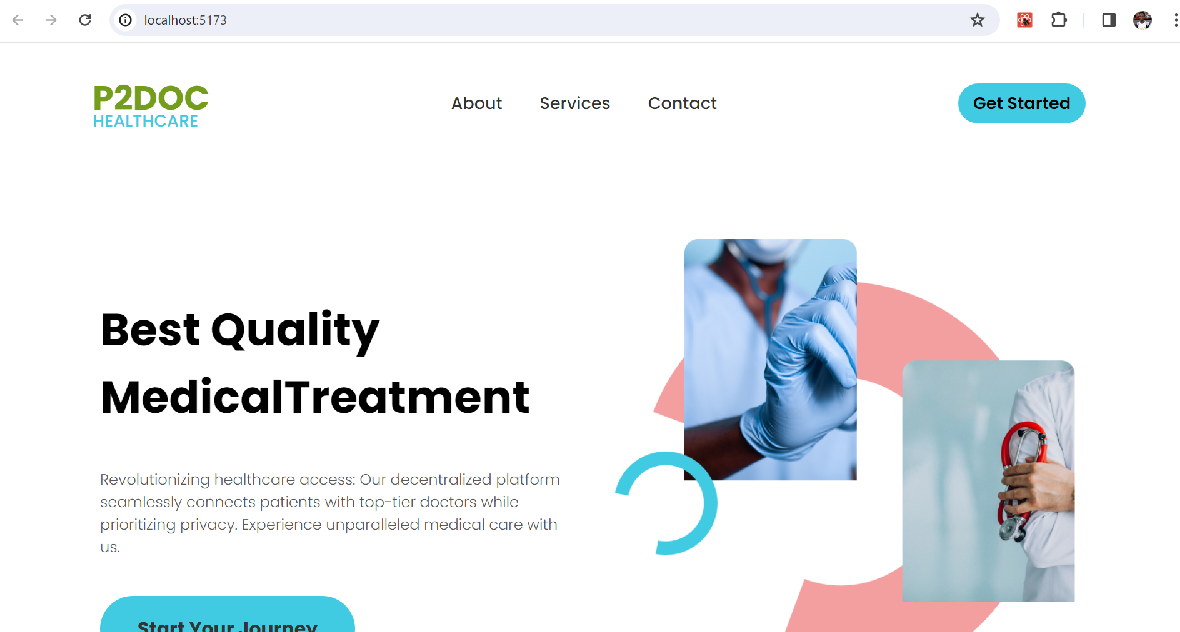 localhost:5173
P2DOC
HEALTHCARE
About
Services
Contact
Get Started
Best Quality
MedicalTreatment
Revolutionizing healthcare access: Our decentralized platform
seamlessly connects patients with top-tier doctors while
prioritizing privacy. Experience unparalleled medical care with
us.
Start Your Journey